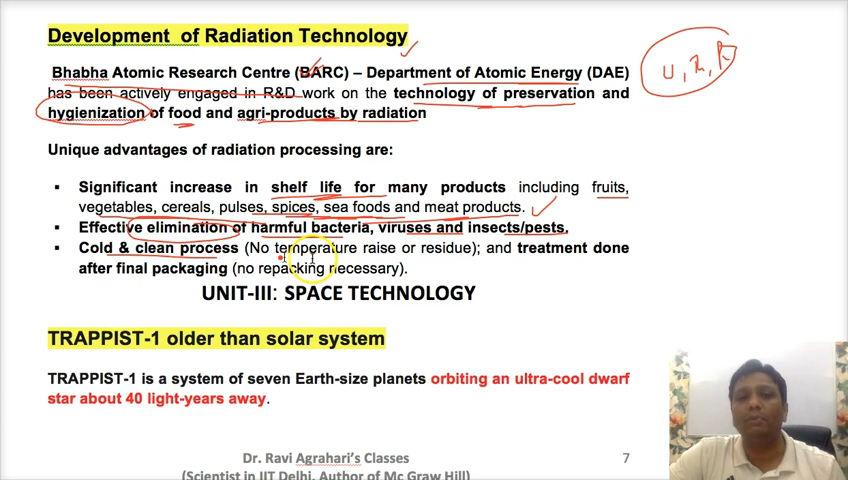 Development of Radiation Technology
Bhabha Atomic Research Centre (BARC) – Department of Atomic Energy (DAE)
has been actively engaged in R&D work on the technology of preservation and
hygienization of food and agri-products by radiation
Unique advantages of radiation processing are:
▪ Significant increase in shelf life for many products including fruits,
vegetables, cereals, pulses, spices, sea foods and meat products.
▪ Effective elimination of harmful bacteria, viruses and insects/pests.
▪ Cold & clean process (No temperature raise or residue); and treatment done
after final packaging (no repacking necessary).
UNIT-III: SPACE TECHNOLOGY
TRAPPIST-1 older than solar system
TRAPPIST-1 is a system of seven Earth-size planets orbiting an ultra-cool dwarf
star about 40 light-years away.
Dr. Ravi Agrahari's Classes
(Scientist in IIT Delhi, Author of Mc Graw Hill)
7